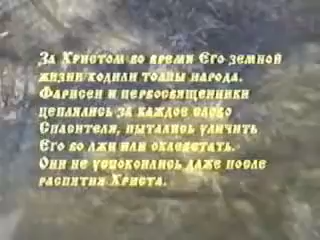 За Христом во время Его земной
жизни ходили толпы народа.
Фарисеи и первосвященники
цеплялись за каждое слово
Спасителя, пытались уличить
Его во лжи или оклеветать.
Они не успокоились даже после
распятия Христа.